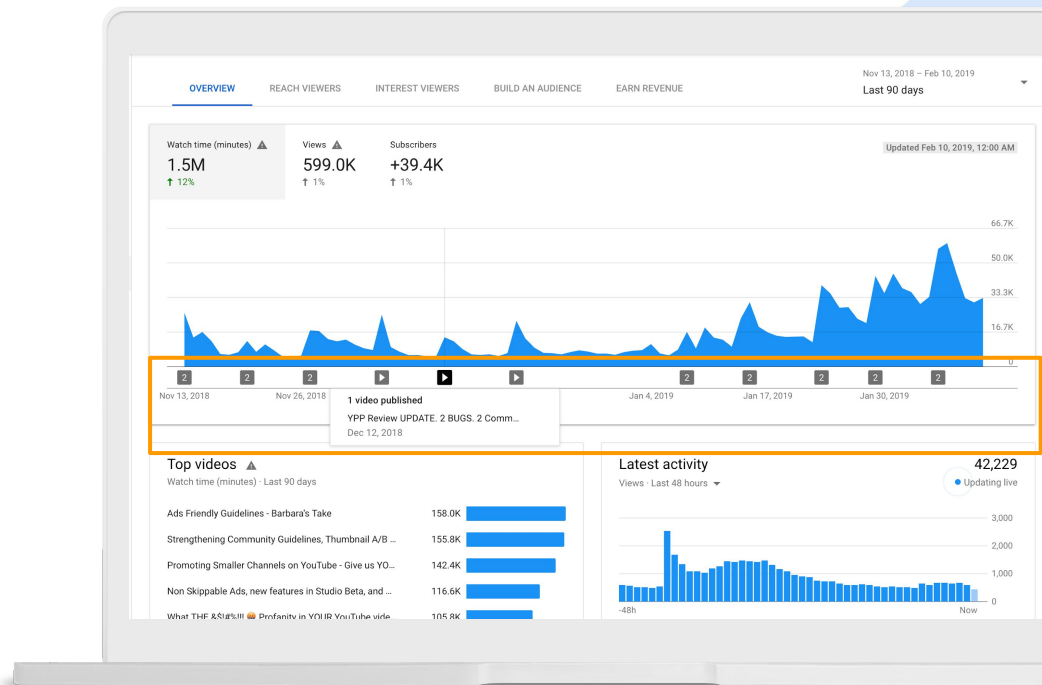 OVERVIEW REACH VIEWERS INTEREST VIEWERS BUILD AN AUDIENCE EARN REVENUE
Nov 13, 2018 – Feb 10, 2019
Last 90 days
Watch time (minutes) Views Subscribers
1.5M 599.0K +39.4K
↑ 12% ↑ 1% ↑ 1%
Updated Feb 10, 2019, 12:00 AM
66.7K
50.0K
33.3K
16.7K
0
2 2 2 2 2 2 2 2
Nov 13, 2018 Nov 26, 2018 Jan 4, 2019 Jan 17, 2019 Jan 30, 2019
1 video published
YPP Review UPDATE. 2 BUGS. 2 Comm...
Dec 12, 2018
Top videos
Watch time (minutes) · Last 90 days
Ads Friendly Guidelines - Barbara's Take 158.0K
Strengthening Community Guidelines, Thumbnail A/B ... 155.8K
Promoting Smaller Channels on YouTube - Give us YO... 142.4K
Non Skippable Ads, new features in Studio Beta, and ... 116.6K
What THE &$!#%!!! 🤬 Profanity in YOUR YouTube vide... 105.8K
Latest activity 42,229
Views · Last 48 hours Updating live
3,000
2,000
1,000
0
-48h Now